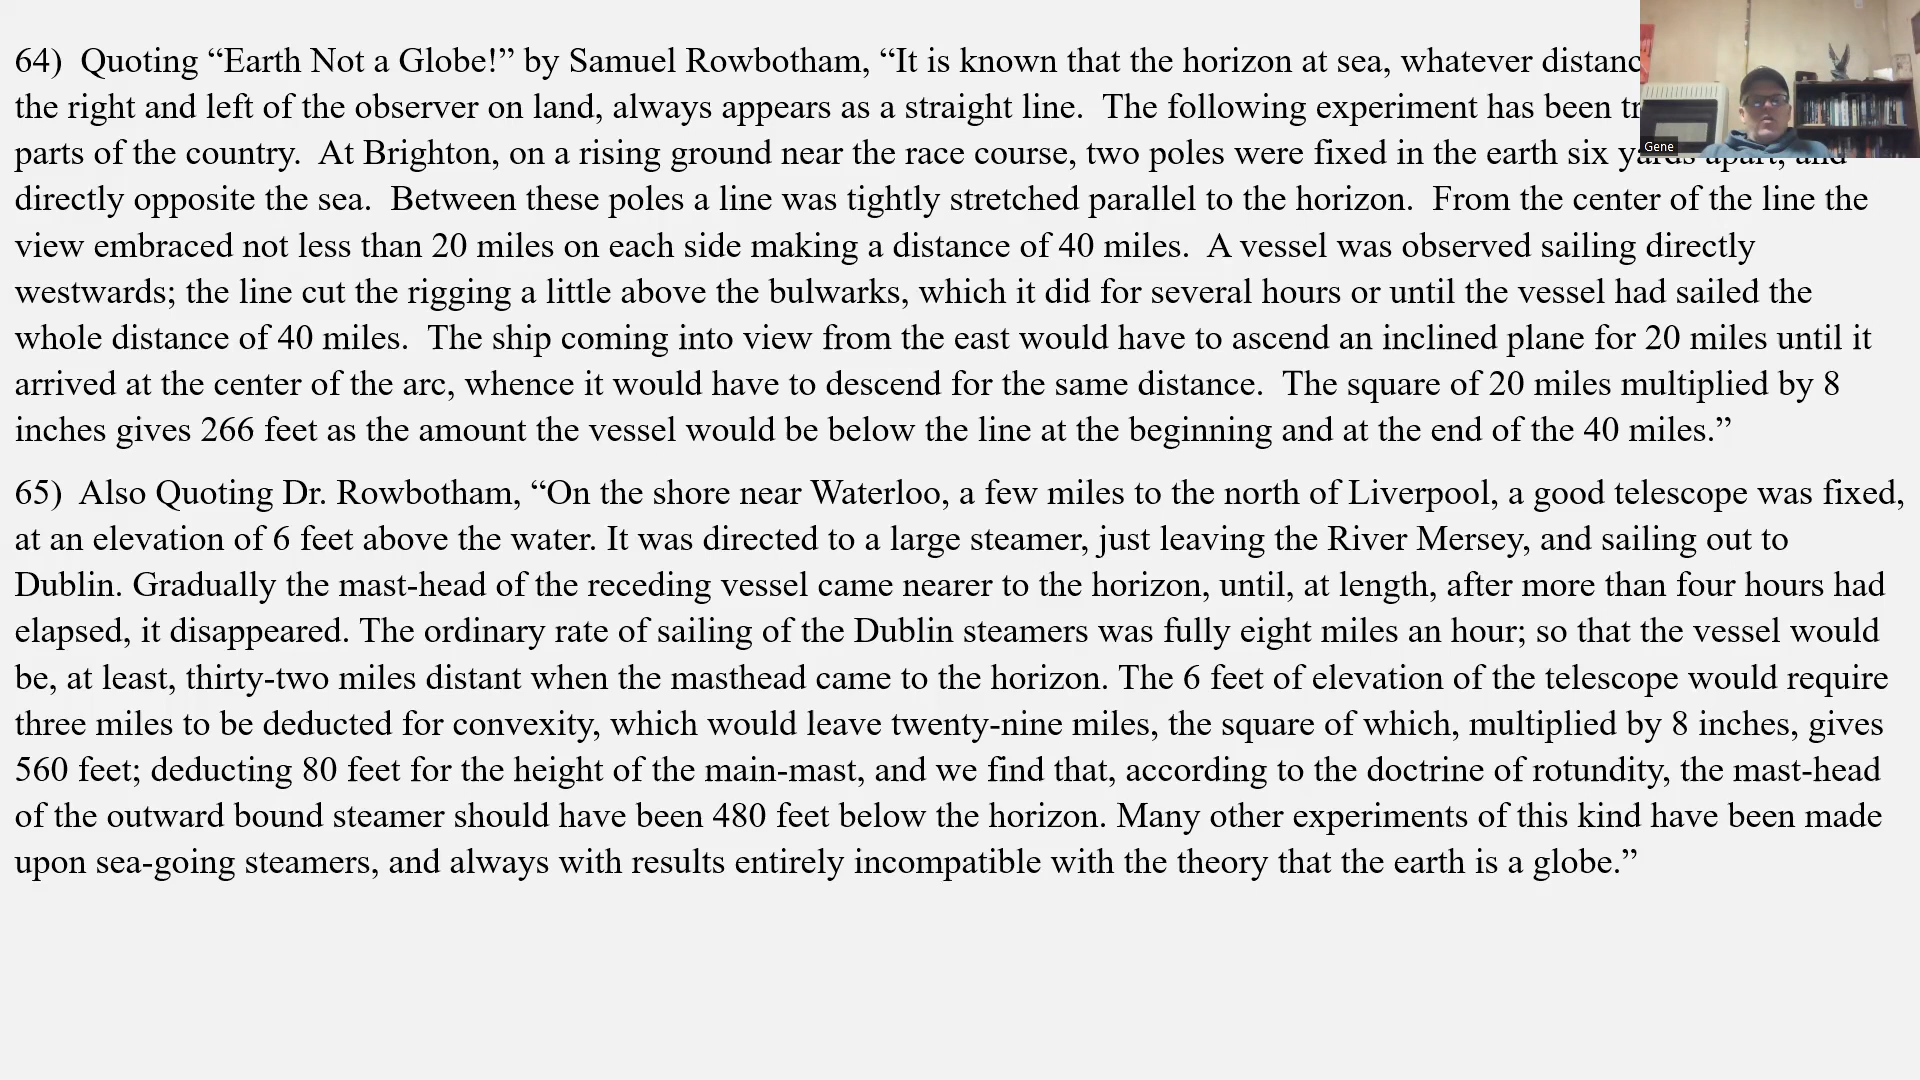 64)  Quoting “Earth Not a Globe!” by Samuel Rowbotham, “It is known that the horizon at sea, whatever
the right and left of the observer on land, always appears as a straight line.  The following experiment has been
parts of the country.  At Brighton, on a rising ground near the race course, two poles were fixed in the earth six yards apart, and
Gene
directly opposite the sea.  Between these poles a line was tightly stretched parallel to the horizon.  From the center of the line the
view embraced not less than 20 miles on each side making a distance of 40 miles.  A vessel was observed sailing directly
westwards; the line cut the rigging a little above the bulwarks, which it did for several hours or until the vessel had sailed the
whole distance of 40 miles.  The ship coming into view from the east would have to ascend an inclined plane for 20 miles until it
arrived at the center of the arc, whence it would have to descend for the same distance.  The square of 20 miles multiplied by 8
inches gives 266 feet as the amount the vessel would be below the line at the beginning and at the end of the 40 miles.”
65)  Also Quoting Dr. Rowbotham, “On the shore near Waterloo, a few miles to the north of Liverpool, a good telescope was fixed,
at an elevation of 6 feet above the water. It was directed to a large steamer, just leaving the River Mersey, and sailing out to
Dublin. Gradually the mast-head of the receding vessel came nearer to the horizon, until, at length, after more than four hours had
elapsed, it disappeared. The ordinary rate of sailing of the Dublin steamers was fully eight miles an hour; so that the vessel would
be, at least, thirty-two miles distant when the masthead came to the horizon. The 6 feet of elevation of the telescope would require
three miles to be deducted for convexity, which would leave twenty-nine miles, the square of which, multiplied by 8 inches, gives
560 feet; deducting 80 feet for the height of the main-mast, and we find that, according to the doctrine of rotundity, the mast-head
of the outward bound steamer should have been 480 feet below the horizon. Many other experiments of this kind have been made
upon sea-going steamers, and always with results entirely incompatible with the theory that the earth is a globe.”